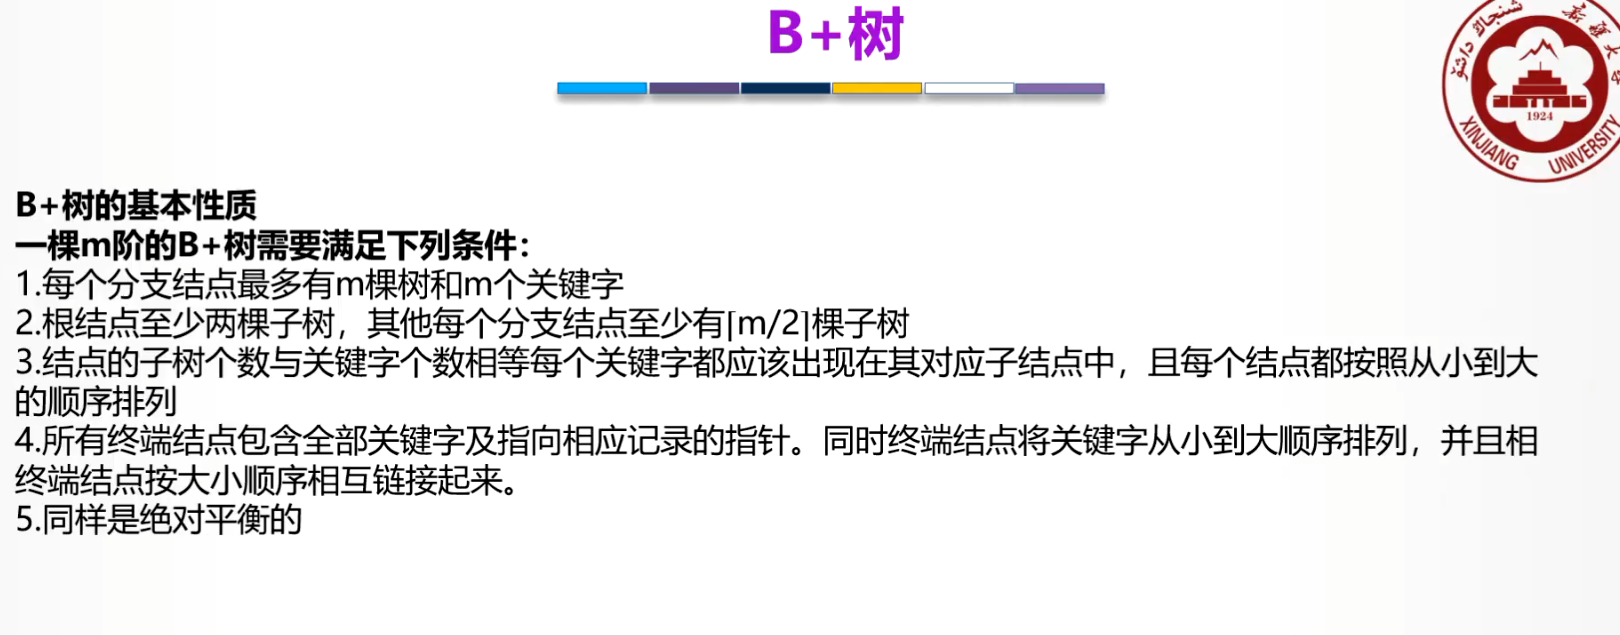 B+树
شىنجاڭ داشۆ
新疆大学
1924
XINJIANG UNIVERSITY
B+树的基本性质
一棵m阶的B+树需要满足下列条件：
1.每个分支结点最多有m棵树和m个关键字
2.根结点至少两棵子树，其他每个分支结点至少有⌈m/2⌉棵子树
3.结点的子树个数与关键字个数相等每个关键字都应该出现在其对应子结点中，且每个结点都按照从小到大
的顺序排列
4.所有终端结点包含全部关键字及指向相应记录的指针。同时终端结点将关键字从小到大顺序排列，并且相
终端结点按大小顺序相互链接起来。
5.同样是绝对平衡的